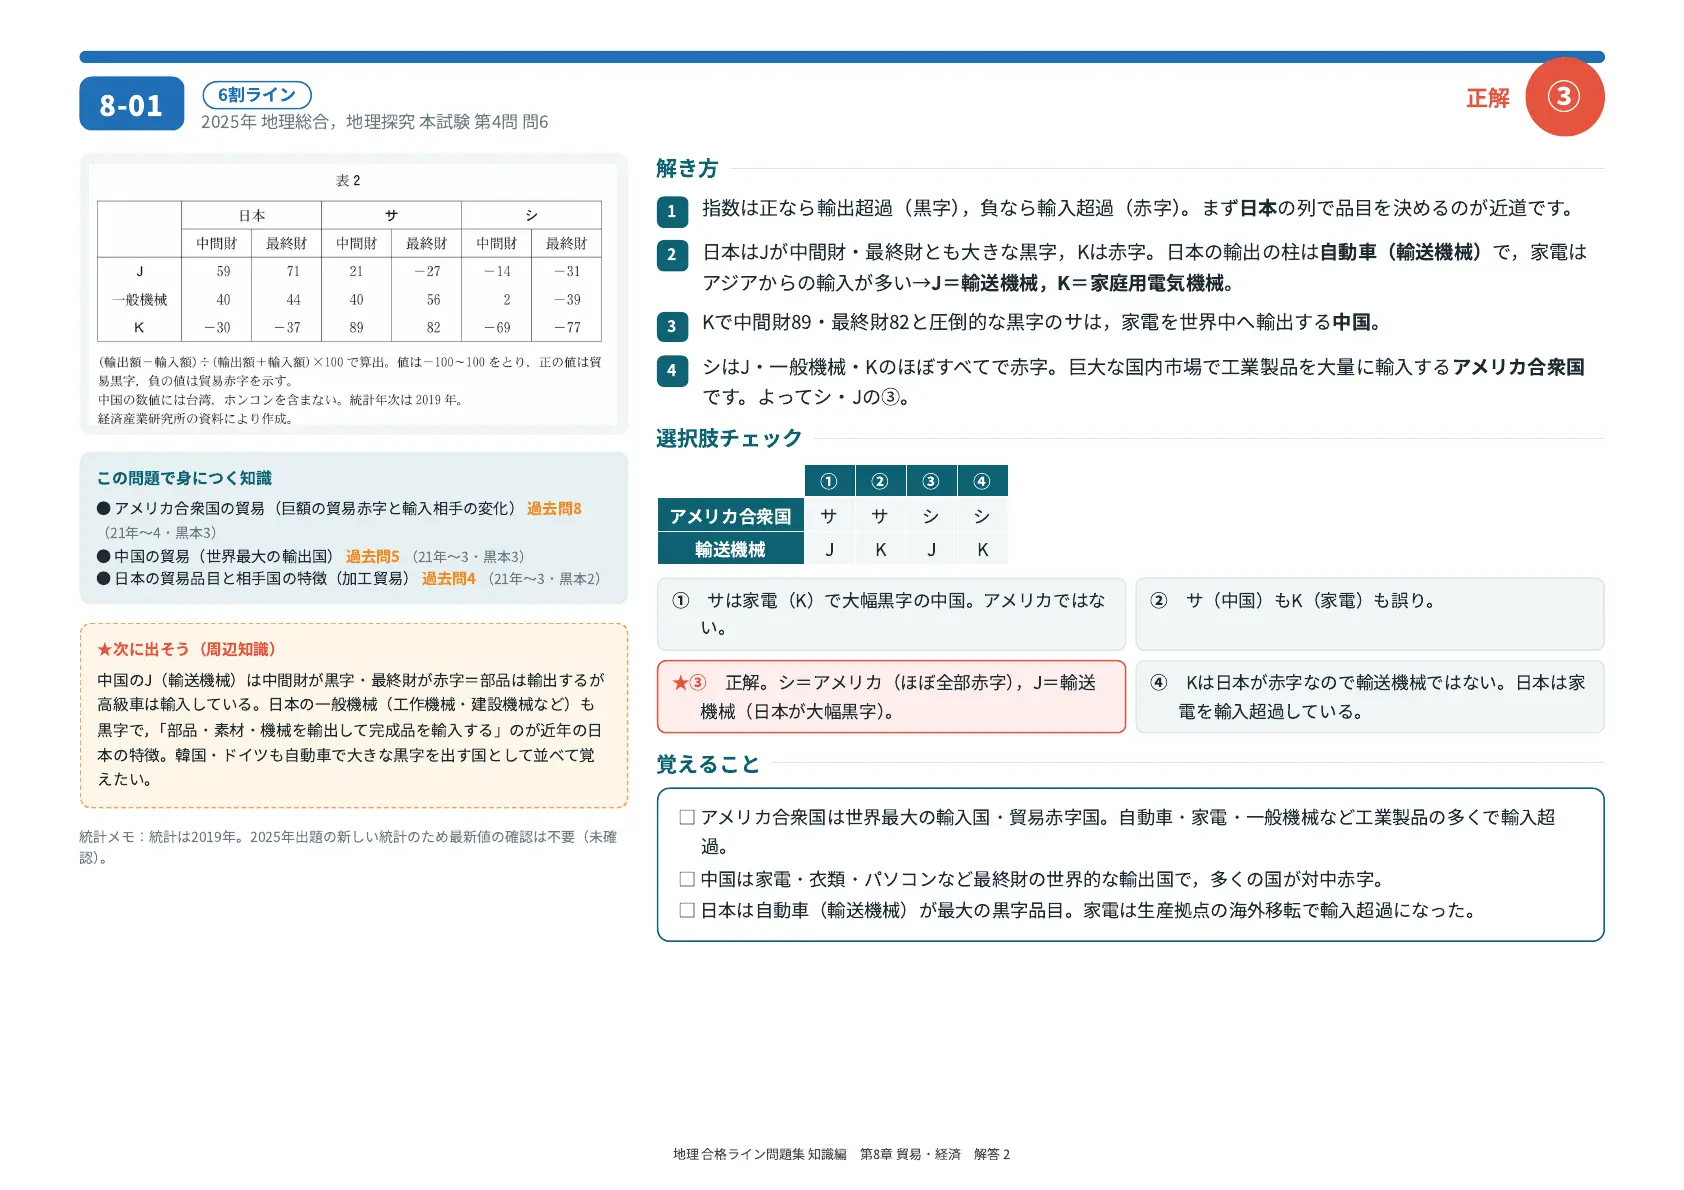 8-01
6割ライン
2025年 地理総合，地理探究 本試験 第4問 問6
正解 ③
表 2
日本 サ シ
中間財 最終財 中間財 最終財 中間財 最終財
J 59 71 21 −27 −14 −31
一般機械 40 44 40 56 2 −39
K −30 −37 89 82 −69 −77
(輸出額−輸入額)÷(輸出額+輸入額)×100 で算出。値は−100~100 をとり，正の値は貿
易黒字，負の値は貿易赤字を示す。
中国の数値には台湾，ホンコンを含まない。統計年次は 2019 年。
経済産業研究所の資料により作成。
この問題で身につく知識
● アメリカ合衆国の貿易（巨額の貿易赤字と輸入相手の変化） 過去問8
（21年〜4・黒本3）
● 中国の貿易（世界最大の輸出国） 過去問5 （21年〜3・黒本3）
● 日本の貿易品目と相手国の特徴（加工貿易） 過去問4 （21年〜3・黒本2）
★次に出そう（周辺知識）
中国のJ（輸送機械）は中間財が黒字・最終財が赤字＝部品は輸出するが
高級車は輸入している。日本の一般機械（工作機械・建設機械など）も
黒字で，「部品・素材・機械を輸出して完成品を輸入する」のが近年の日
本の特徴。韓国・ドイツも自動車で大きな黒字を出す国として並べて覚
えたい。
統計メモ：統計は2019年。2025年出題の新しい統計のため最新値の確認は不要（未確
認）。
解き方
1 指数は正なら輸出超過（黒字），負なら輸入超過（赤字）。まず日本の列で品目を決めるのが近道です。
2 日本はJが中間財・最終財とも大きな黒字，Kは赤字。日本の輸出の柱は自動車（輸送機械）で，家電は
アジアからの輸入が多い→J＝輸送機械，K＝家庭用電気機械。
3 Kで中間財89・最終財82と圧倒的な黒字のサは，家電を世界中へ輸出する中国。
4 シはJ・一般機械・Kのほぼすべてで赤字。巨大な国内市場で工業製品を大量に輸入するアメリカ合衆国
です。よってシ・Jの③。
選択肢チェック
① ② ③ ④
アメリカ合衆国 サ サ シ シ
輸送機械 J K J K
① サは家電（K）で大幅黒字の中国。アメリカではな
い。
② サ（中国）もK（家電）も誤り。
★③ 正解。シ＝アメリカ（ほぼ全部赤字），J＝輸送
機械（日本が大幅黒字）。
④ Kは日本が赤字なので輸送機械ではない。日本は家
電を輸入超過している。
覚えること
□ アメリカ合衆国は世界最大の輸入国・貿易赤字国。自動車・家電・一般機械など工業製品の多くで輸入超
過。
□ 中国は家電・衣類・パソコンなど最終財の世界的な輸出国で，多くの国が対中赤字。
□ 日本は自動車（輸送機械）が最大の黒字品目。家電は生産拠点の海外移転で輸入超過になった。
地理 合格ライン問題集 知識編 第8章 貿易・経済 解答 2